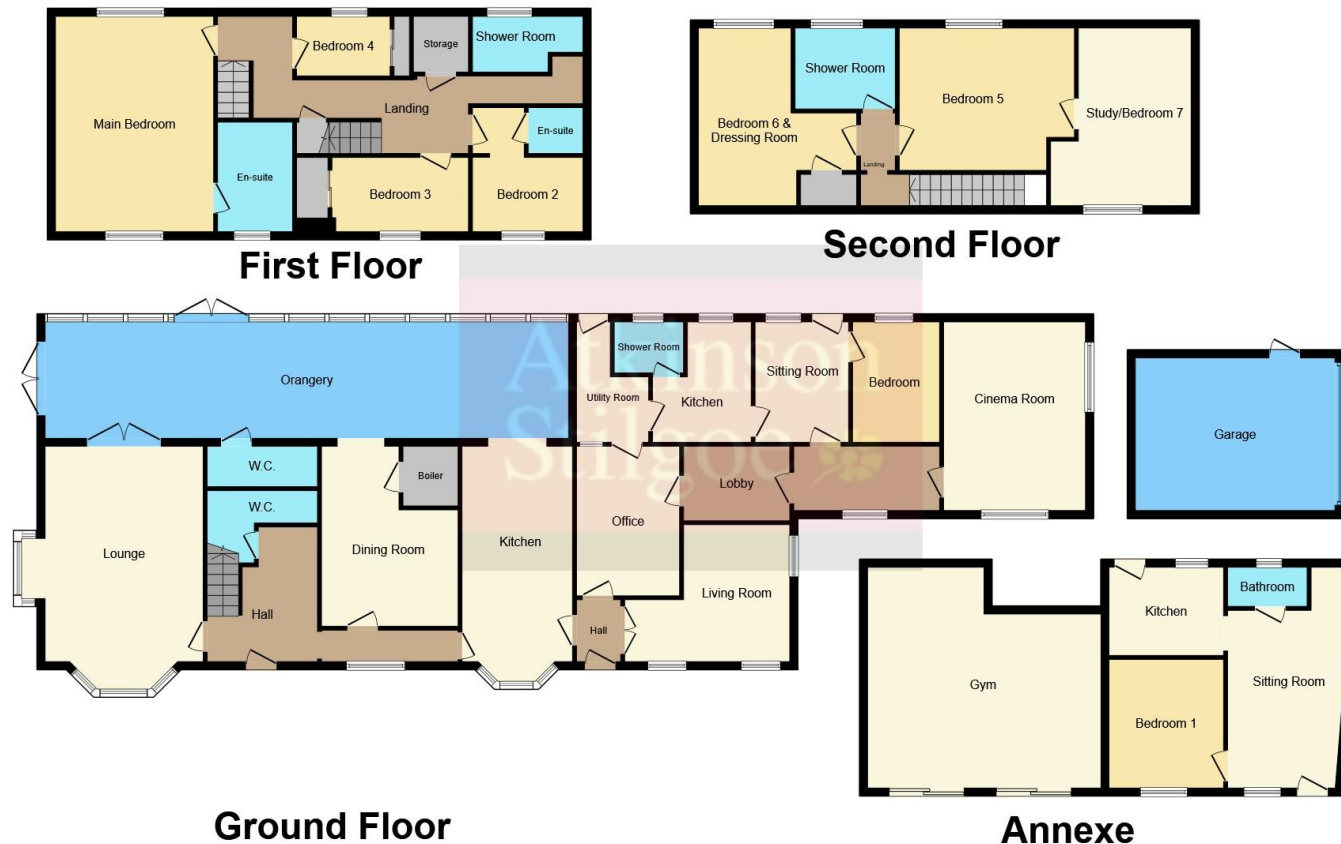 Main Bedroom
Bedroom 4
Storage
Shower Room
Landing
En-suite
En-suite
Bedroom 3
Bedroom 2
First Floor
Shower Room
Bedroom 5
Bedroom 6 &
Dressing Room
Study/Bedroom 7
Landing
Second Floor
Orangery
Shower Room
Utility Room
Kitchen
Sitting Room
Bedroom
Cinema Room
Garage
W.C.
W.C.
Boiler
Lobby
Lounge
Dining Room
Kitchen
Office
Hall
Hall
Living Room
Ground Floor
Atkinson
Stilgoe
Gym
Kitchen
Bathroom
Bedroom 1
Sitting Room
Annexe